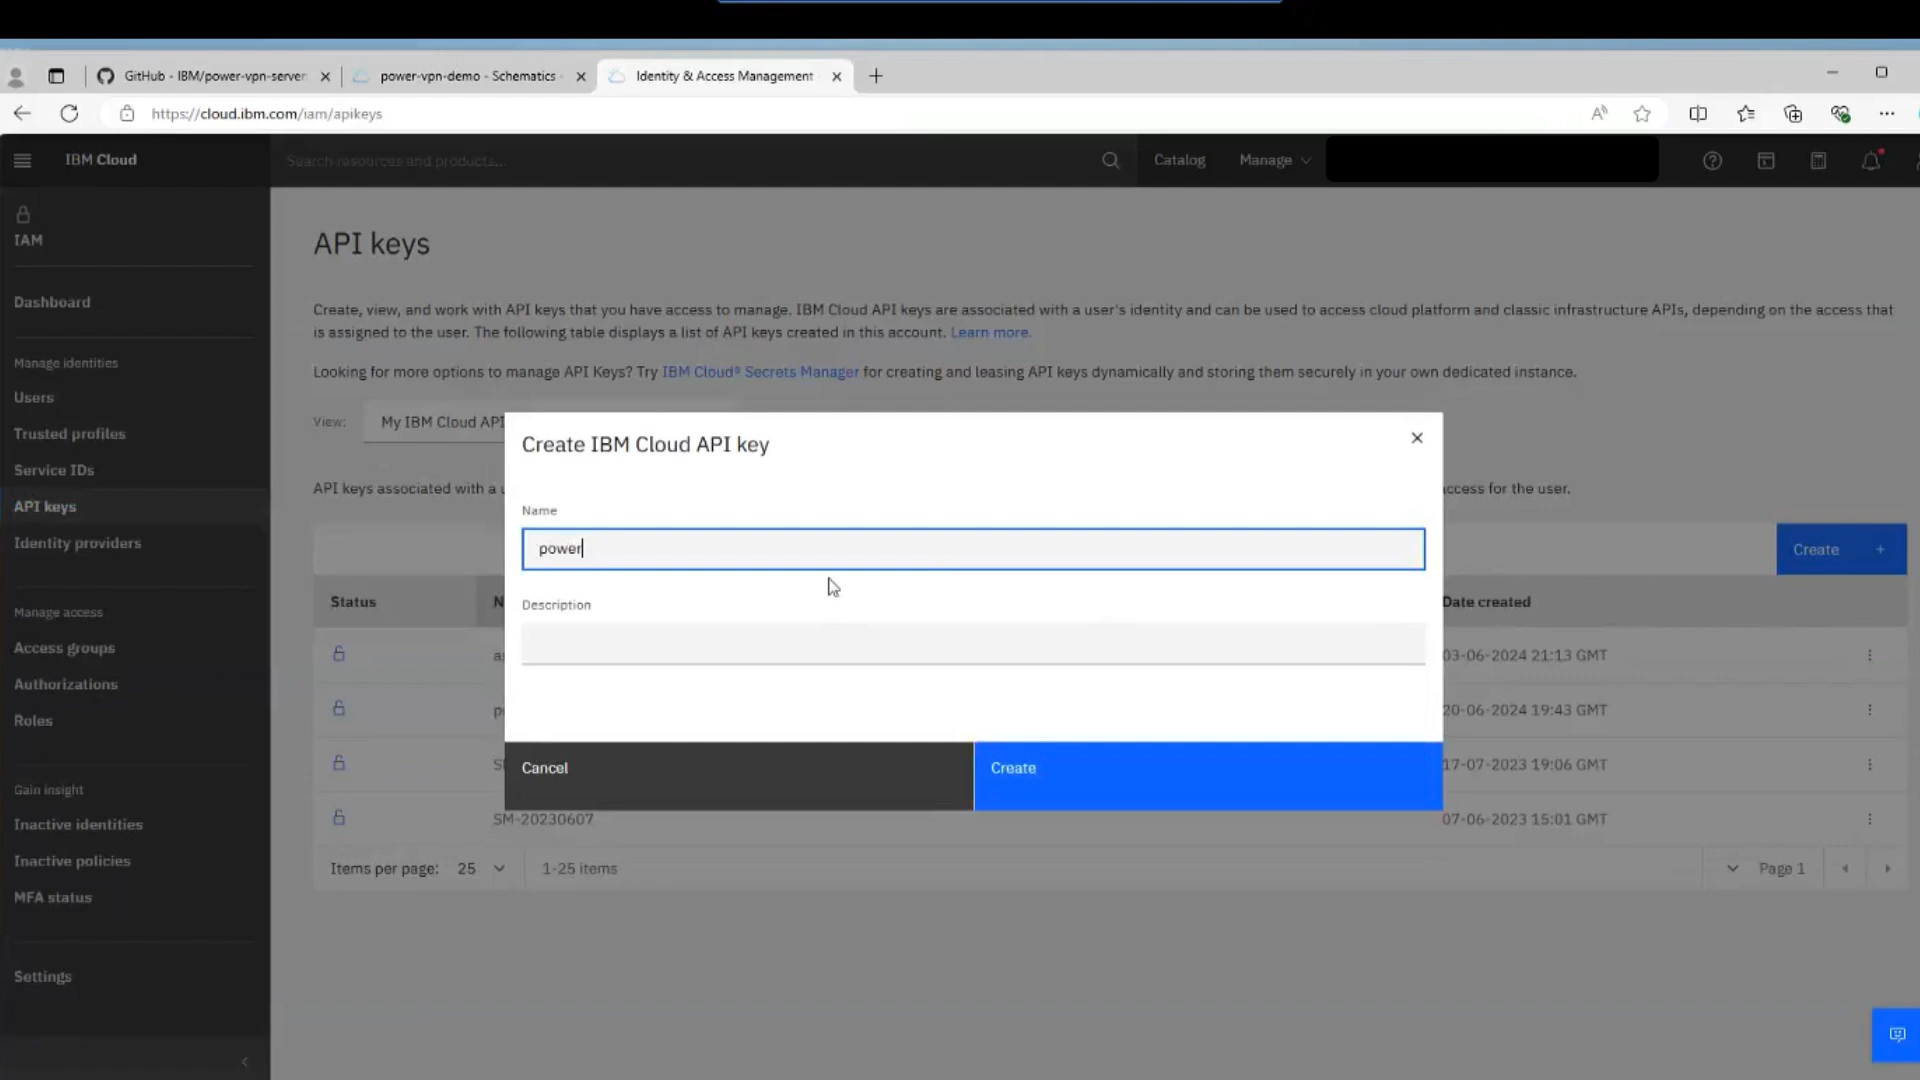 GitHub - IBM/power-vpn-server
power-vpn-demo - Schematics -
Identity & Access Management
https://cloud.ibm.com/iam/apikeys
IBM Cloud
Search resources and products...
Catalog
Manage
IAM
Dashboard
Manage identities
Users
Trusted profiles
Service IDs
API keys
Identity providers
Manage access
Access groups
Authorizations
Roles
Gain insight
Inactive identities
Inactive policies
MFA status
Settings
API keys
Create, view, and work with API keys that you have access to manage. IBM Cloud API keys are associated with a user's identity and can be used to access cloud platform and classic infrastructure APIs, depending on the access that
is assigned to the user. The following table displays a list of API keys created in this account. Learn more.
Looking for more options to manage API Keys? Try IBM Cloud® Secrets Manager for creating and leasing API keys dynamically and storing them securely in your own dedicated instance.
View:
My IBM Cloud API
API keys associated with a
ccess for the user.
Create +
Status
Date created
03-06-2024 21:13 GMT
20-06-2024 19:43 GMT
17-07-2023 19:06 GMT
SM-20230607
07-06-2023 15:01 GMT
Items per page: 25
1-25 items
Page 1
Create IBM Cloud API key
Name
power
Description
Cancel
Create